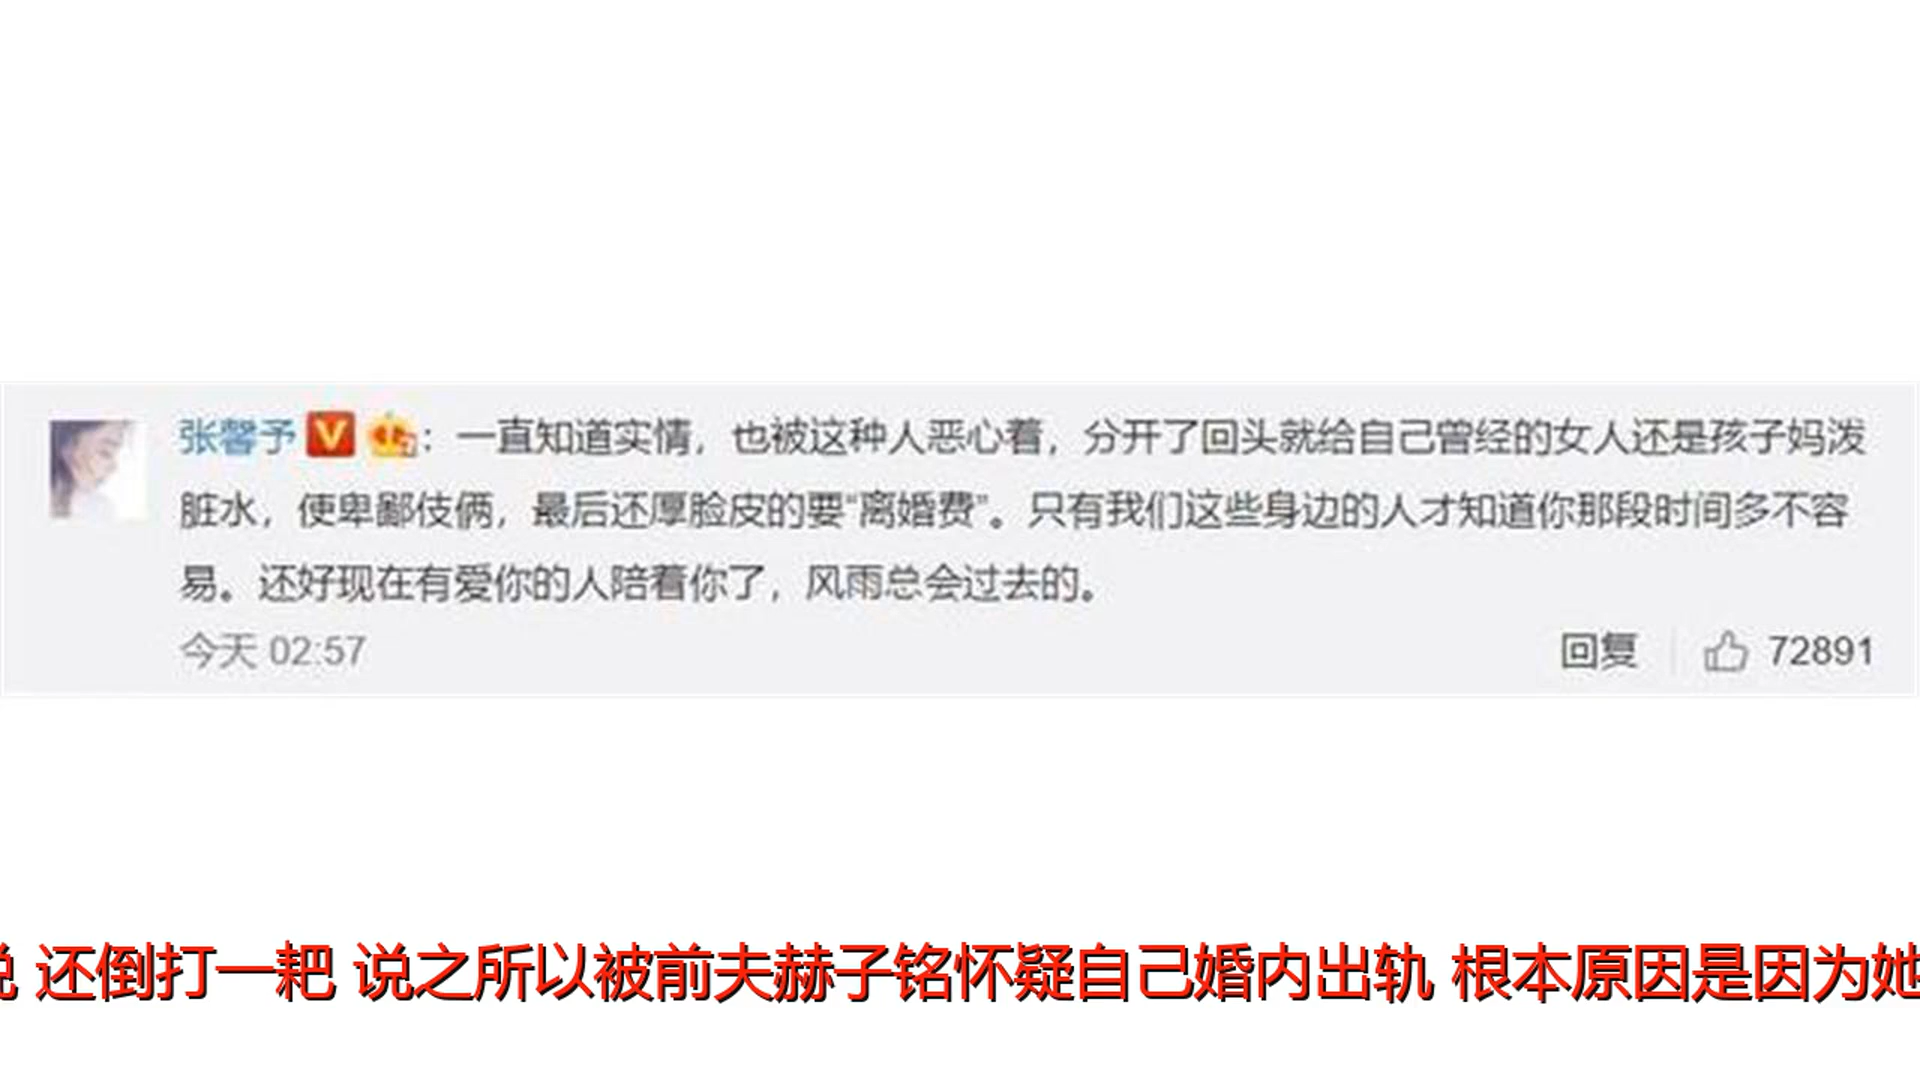 张馨予 V : 一直知道实情，也被这种人恶心着，分开了回头就给自己曾经的女人还是孩子妈泼
脏水，使卑鄙伎俩，最后还厚脸皮的要“离婚费”。只有我们这些身边的人才知道你那段时间多不容
易。还好现在有爱你的人陪着你了，风雨总会过去的。
今天 02:57
回复 72891
还倒打一耙 说之所以被前夫赫子铭怀疑自己婚内出轨 根本原因是因为她